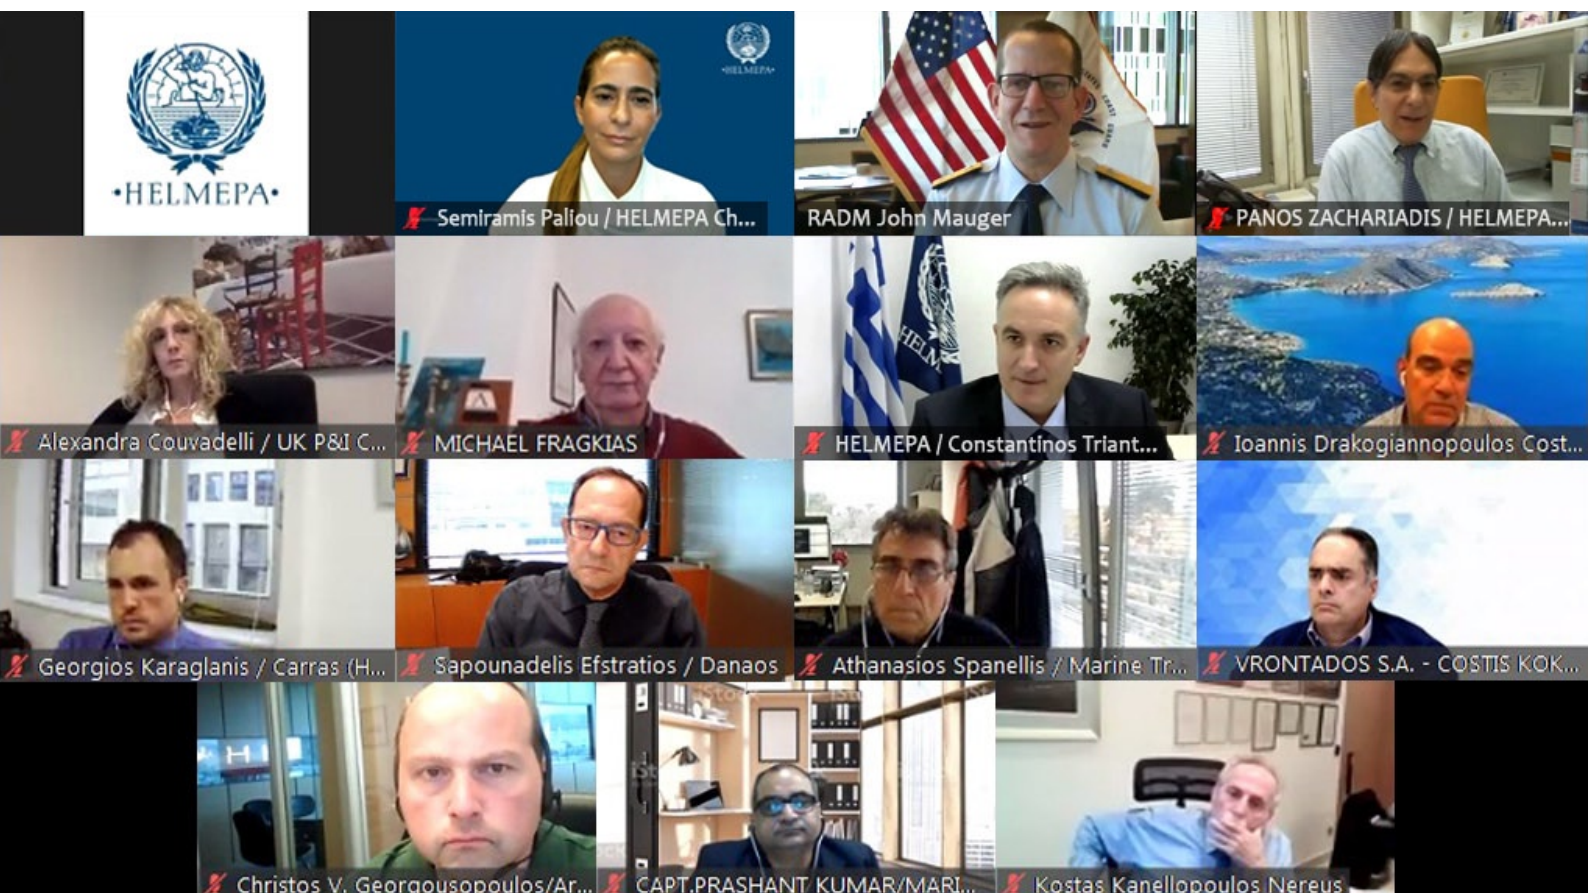 •HELMEPA•
•HELMEPA•
Semiramis Paliou / HELMEPA Ch...
RADM John Mauger
PANOS ZACHARIADIS / HELMEPA...
HELM
Alexandra Couvadelli / UK P&I C...
MICHAEL FRAGKIAS
HELMEPA / Constantinos Triant...
Ioannis Drakogiannopoulos Cost...
Georgios Karaglanis / Carras (H...
Sapounadelis Efstratios / Danaos
Athanasios Spanellis / Marine Tr...
VRONTADOS S.A. - COSTIS KOK...
Christos V. Georgousopoulos/Ar...
CAPT.PRASHANT KUMAR/MARI...
Kostas Kanellopoulos Nereus